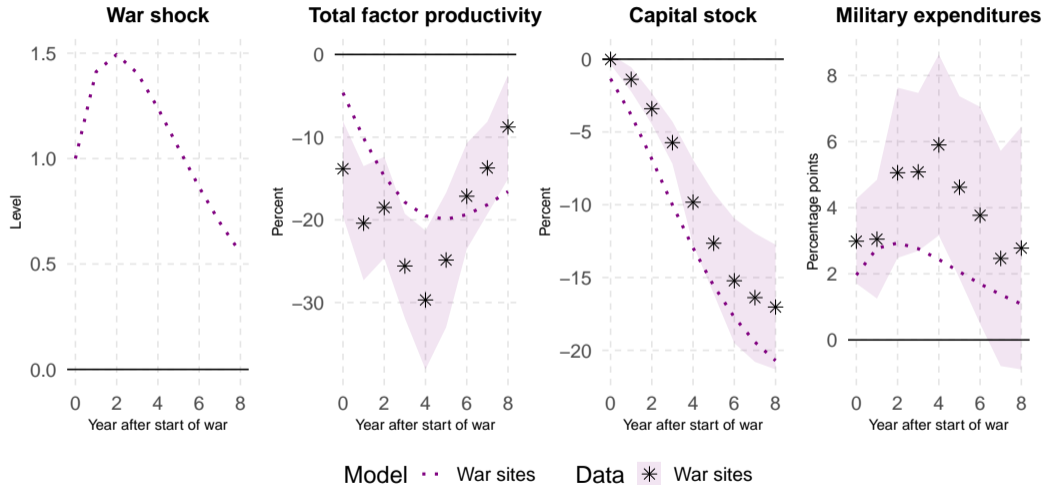 War shock
Total factor productivity
Capital stock
Military expenditures
Level
1.5
1.0
0.5
0.0
0 2 4 6 8
Year after start of war
Percent
0
−10
−20
−30
0 2 4 6 8
Year after start of war
Percent
0
−5
−10
−15
−20
0 2 4 6 8
Year after start of war
Percentage points
8
6
4
2
0
0 2 4 6 8
Year after start of war
Model War sites Data War sites